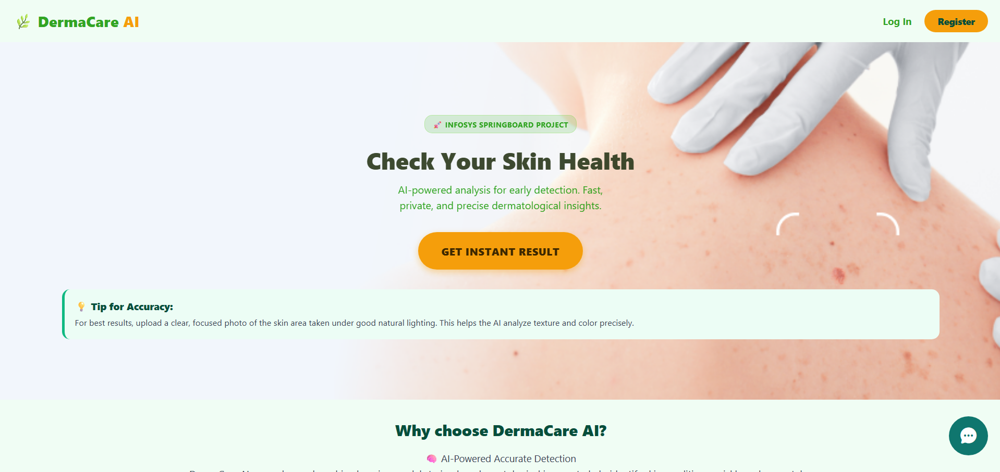 DermaCare AI
Log In
Register
INFOSYS SPRINGBOARD PROJECT
Check Your Skin Health
AI-powered analysis for early detection. Fast,
private, and precise dermatological insights.
GET INSTANT RESULT
Tip for Accuracy:
For best results, upload a clear, focused photo of the skin area taken under good natural lighting. This helps the AI analyze texture and color precisely.
Why choose DermaCare AI?
AI-Powered Accurate Detection